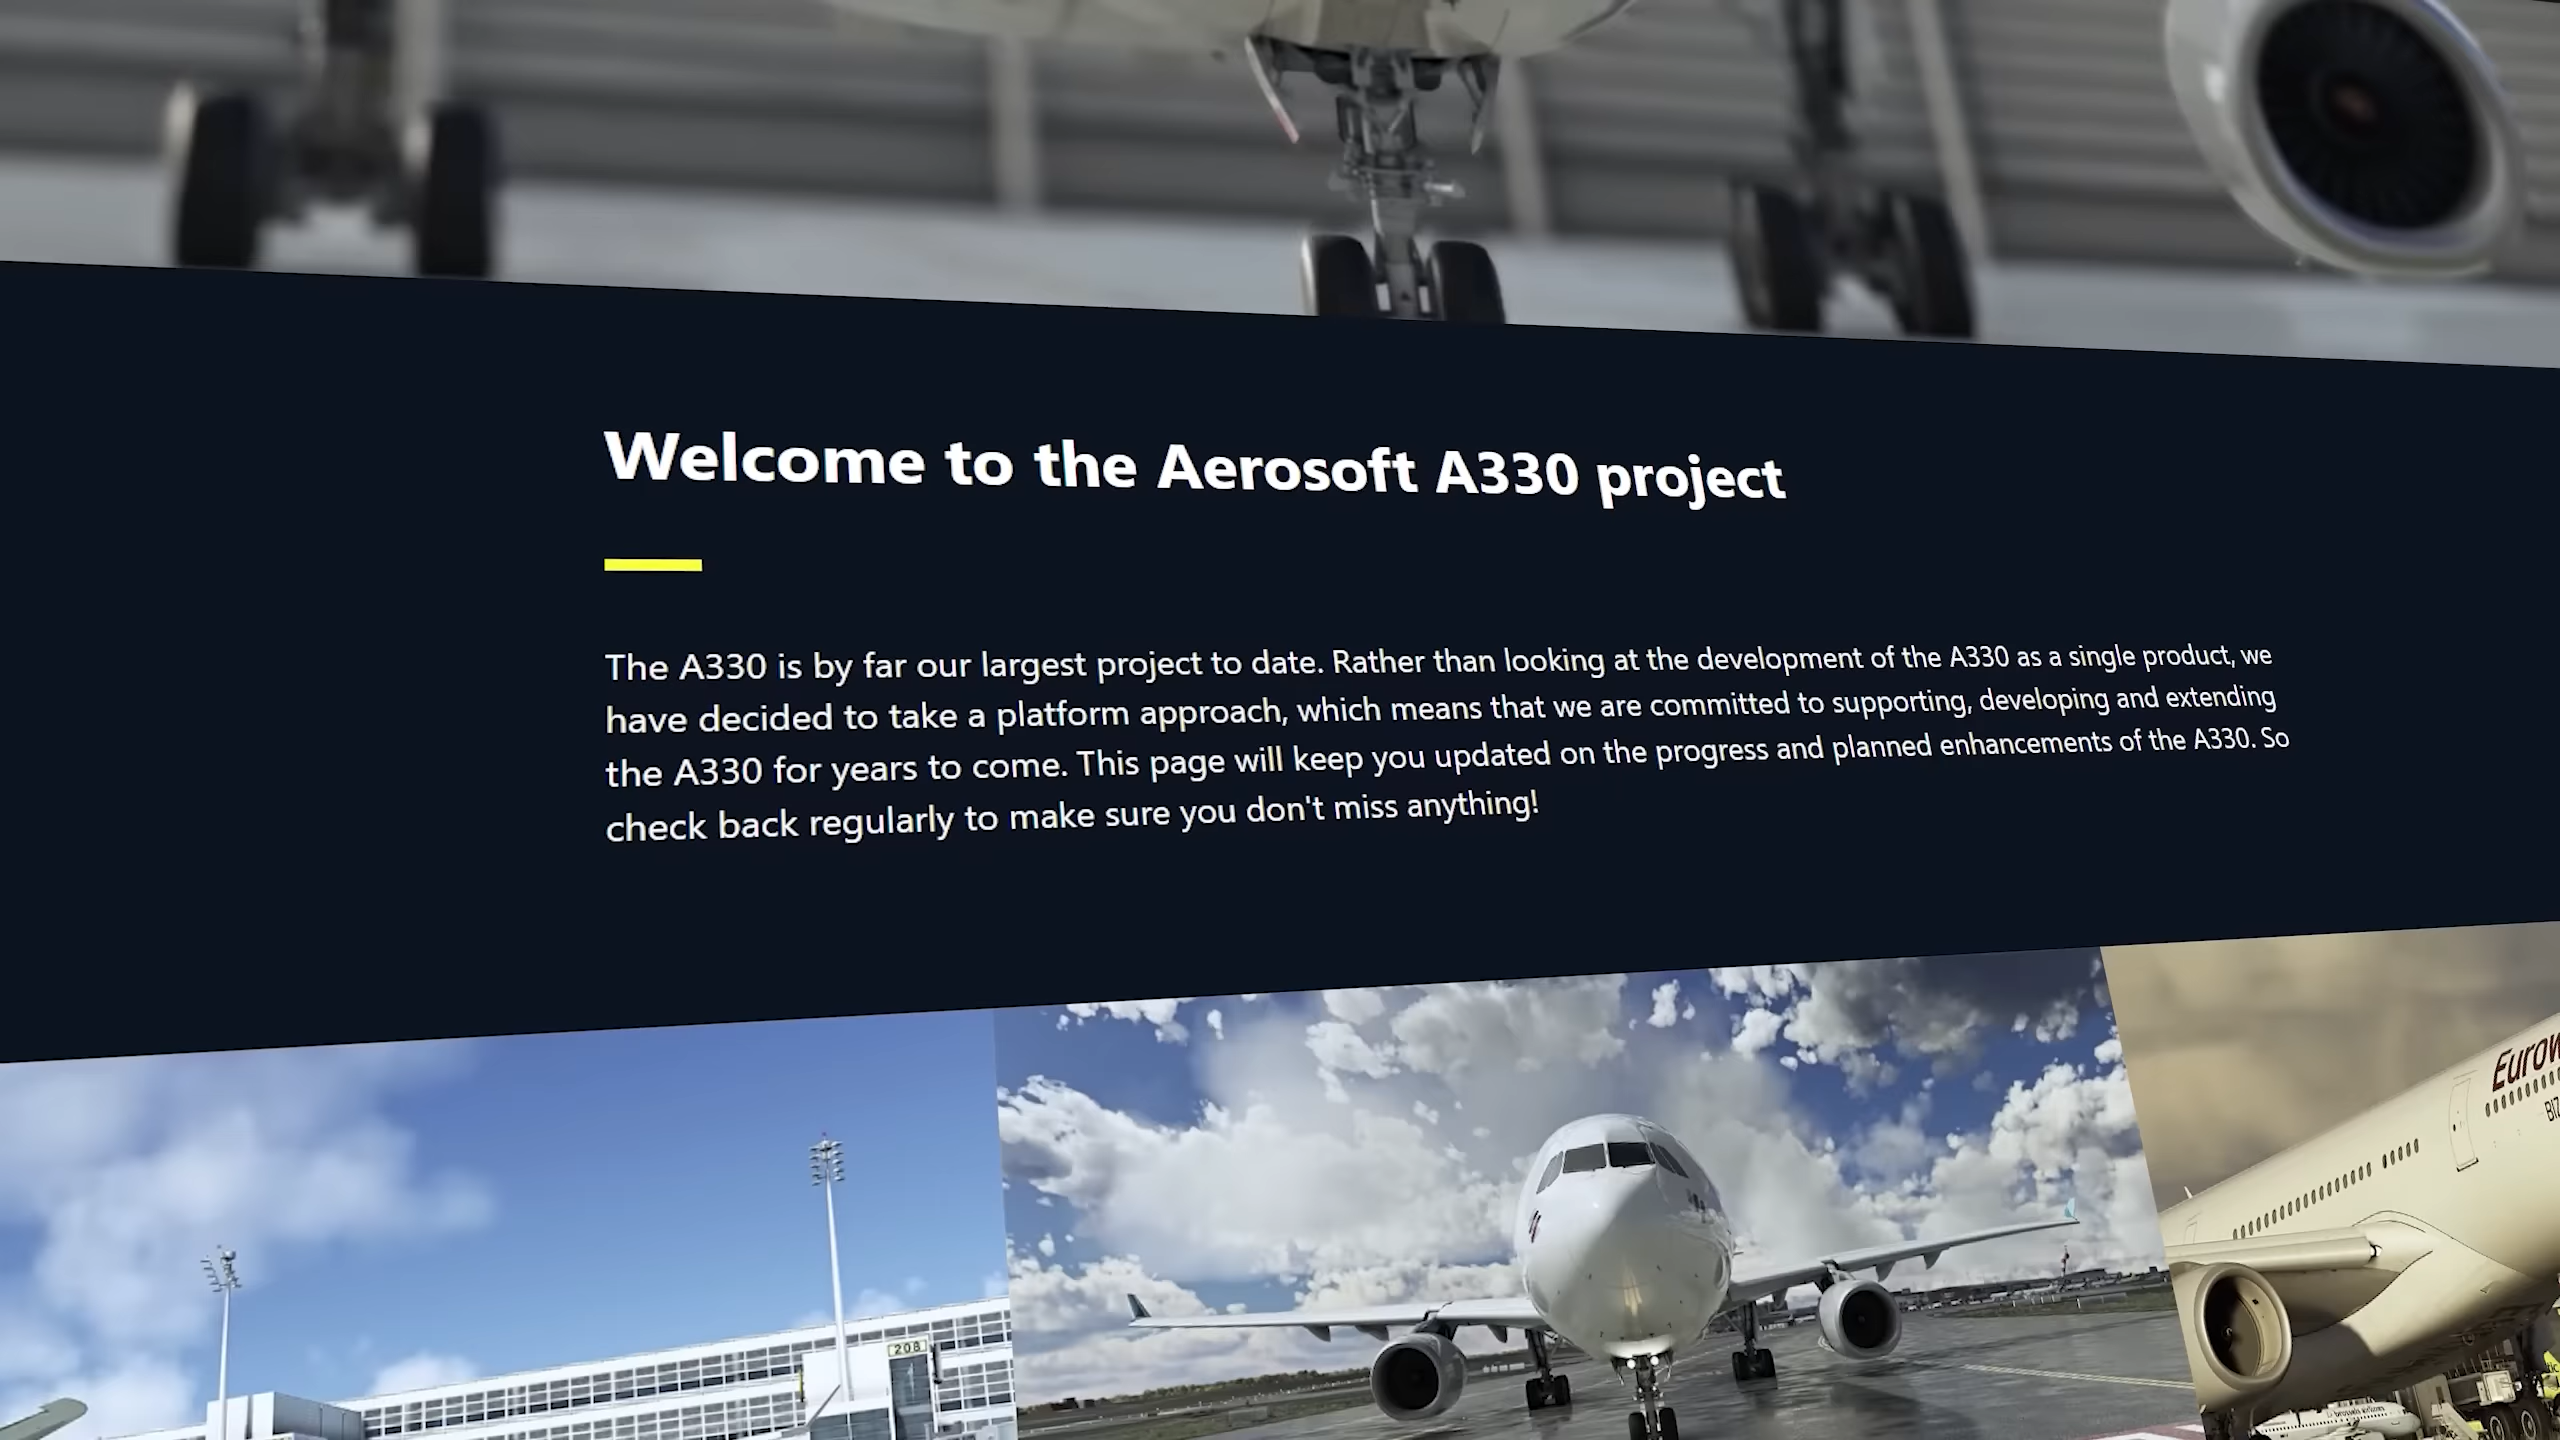 Welcome to the Aerosoft A330 project
The A330 is by far our largest project to date. Rather than looking at the development of the A330 as a single product, we
have decided to take a platform approach, which means that we are committed to supporting, developing and extending
the A330 for years to come. This page will keep you updated on the progress and planned enhancements of the A330. So
check back regularly to make sure you don't miss anything!
Eurow
BIZ
208
brussels airlines